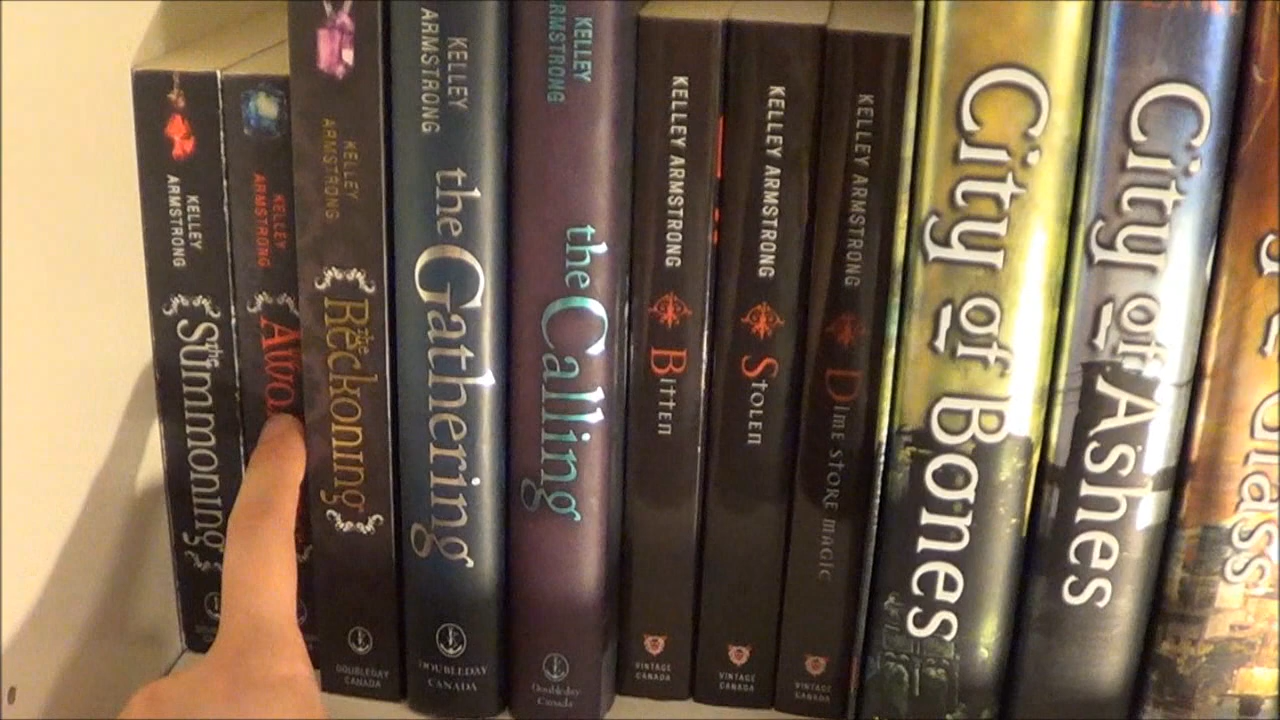 KELLEY
ARMSTRONG
the
Summoning
KELLEY
ARMSTRONG
KELLEY
ARMSTRONG
the
Reckoning
DOUBLEDAY
CANADA
KELLEY
ARMSTRONG
the Gathering
DOUBLEDAY
CANADA
KELLEY
ARMSTRONG
the Calling
Doubleday
Canada
KELLEY ARMSTRONG
BITTEN
VINTAGE
CANADA
KELLEY ARMSTRONG
STOLEN
VINTAGE
CANADA
KELLEY ARMSTRONG
DIME STORE MAGIC
VINTAGE
CANADA
City of Bones
City of Ashes